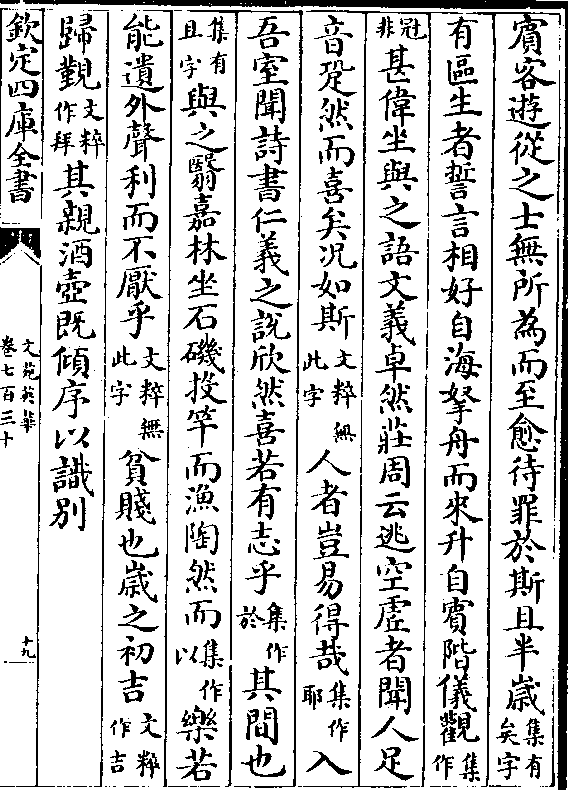 賔客遊從之士無所為而至愈待罪於斯且半歳集有矣字
有區生者誓言相好自海挐舟而來升自賔階儀觀集作
冠非甚偉坐與之語文義卓然莊周云逃空虚者聞人足
音跫然而喜矣况如斯文粹無此字人者豈易得哉集作耶入
吾室聞詩書仁義之説欣然喜若有志乎集作於其間也
集有且字與之翳嘉林坐石磯投竿而漁陶然而集作以樂若
能遺外聲利而不厭乎文粹無此字貧賤也歳之初吉文粹作吉
歸覲文粹作拜其親酒壺既傾序以識别
欽定四庫全書
文苑英華
卷七百三十
十九